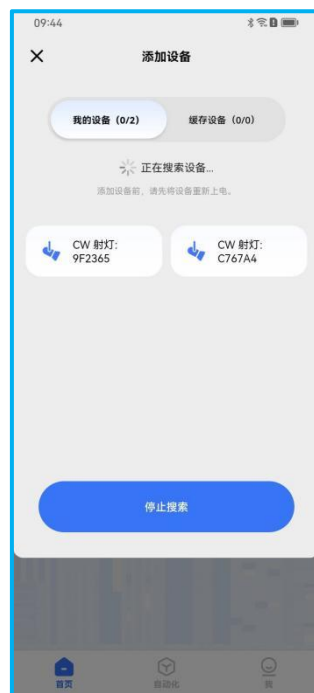 09:44
添加设备
我的设备（0/2）
缓存设备（0/0）
正在搜索设备...
添加设备前，请先将设备重新上电。
CW 射灯:
9F2365
CW 射灯:
C767A4
停止搜索
首页
自动化
我